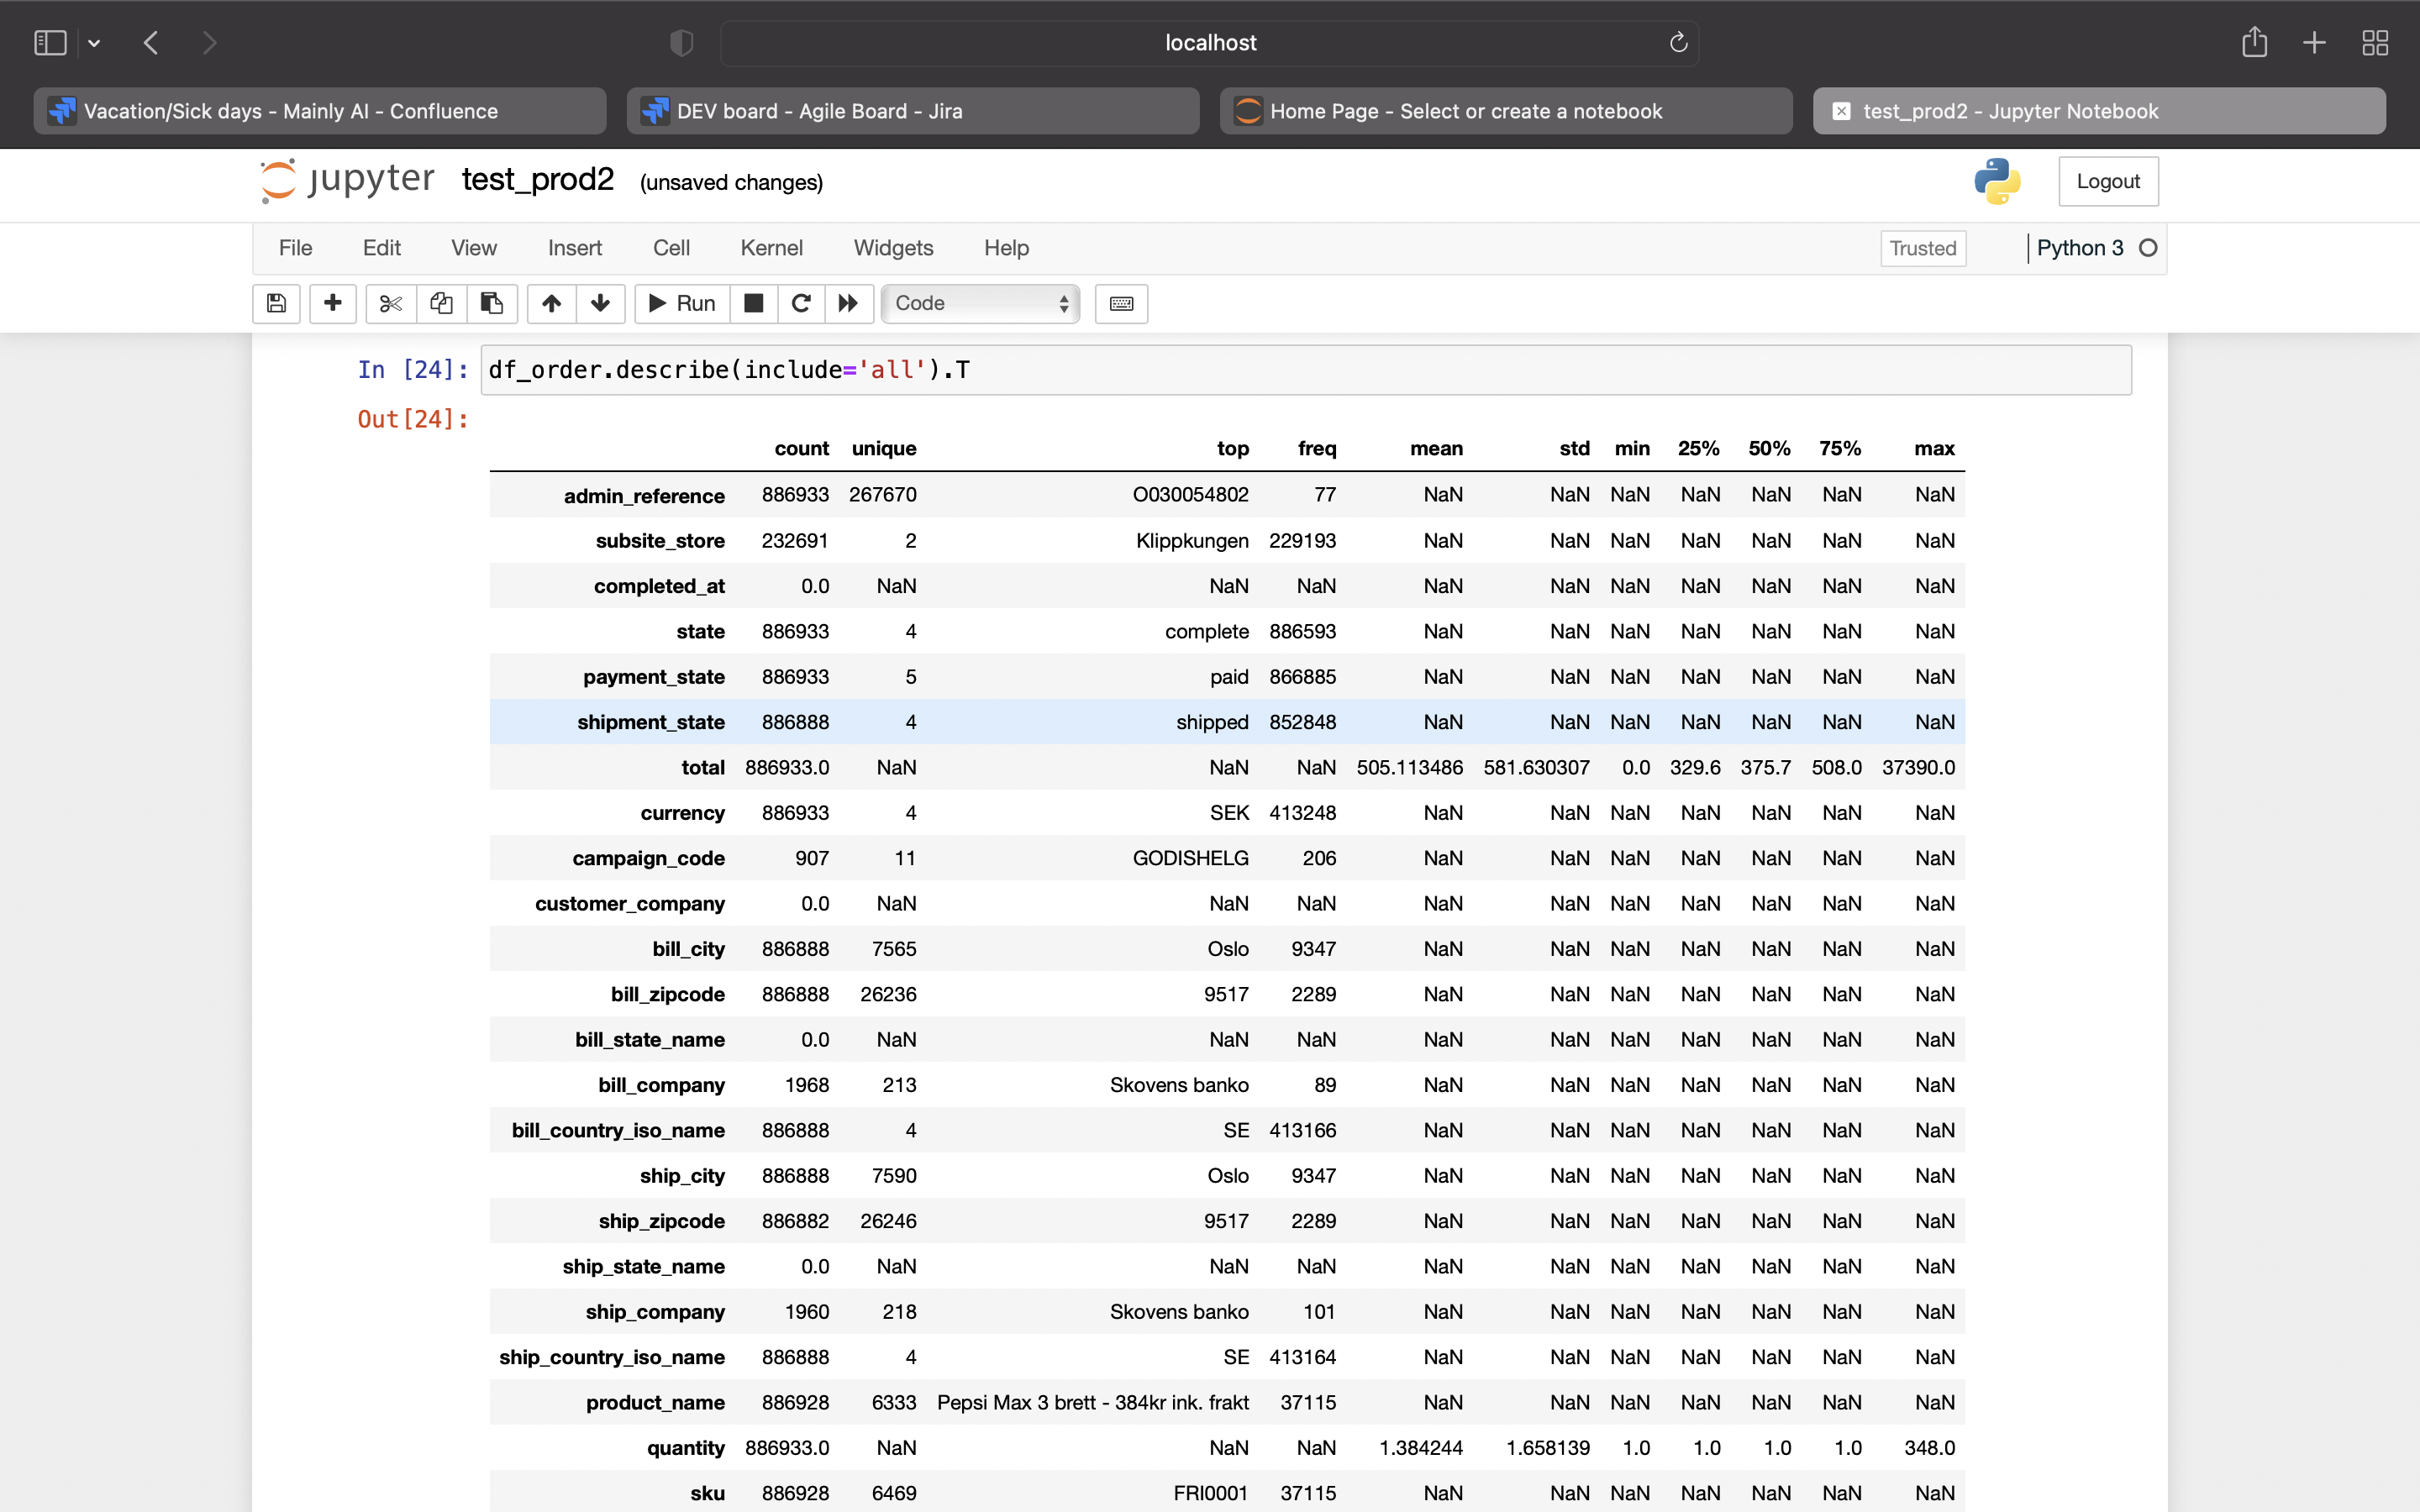 localhost
Vacation/Sick days - Mainly AI - Confluence
DEV board - Agile Board - Jira
Home Page - Select or create a notebook
test_prod2 - Jupyter Notebook
jupyter test_prod2 (unsaved changes)
Logout
File Edit View Insert Cell Kernel Widgets Help
Trusted
Python 3
Run
Code
In [24]: df_order.describe(include='all').T
Out[24]:
count unique top freq mean std min 25% 50% 75% max
admin_reference 886933 267670 O030054802 77 NaN NaN NaN NaN NaN NaN NaN
subsite_store 232691 2 Klippkungen 229193 NaN NaN NaN NaN NaN NaN NaN
completed_at 0.0 NaN NaN NaN NaN NaN NaN NaN NaN NaN NaN
state 886933 4 complete 886593 NaN NaN NaN NaN NaN NaN NaN
payment_state 886933 5 paid 866885 NaN NaN NaN NaN NaN NaN NaN
shipment_state 886888 4 shipped 852848 NaN NaN NaN NaN NaN NaN NaN
total 886933.0 NaN NaN NaN 505.113486 581.630307 0.0 329.6 375.7 508.0 37390.0
currency 886933 4 SEK 413248 NaN NaN NaN NaN NaN NaN NaN
campaign_code 907 11 GODISHELG 206 NaN NaN NaN NaN NaN NaN NaN
customer_company 0.0 NaN NaN NaN NaN NaN NaN NaN NaN NaN NaN
bill_city 886888 7565 Oslo 9347 NaN NaN NaN NaN NaN NaN NaN
bill_zipcode 886888 26236 9517 2289 NaN NaN NaN NaN NaN NaN NaN
bill_state_name 0.0 NaN NaN NaN NaN NaN NaN NaN NaN NaN NaN
bill_company 1968 213 Skovens banko 89 NaN NaN NaN NaN NaN NaN NaN
bill_country_iso_name 886888 4 SE 413166 NaN NaN NaN NaN NaN NaN NaN
ship_city 886888 7590 Oslo 9347 NaN NaN NaN NaN NaN NaN NaN
ship_zipcode 886882 26246 9517 2289 NaN NaN NaN NaN NaN NaN NaN
ship_state_name 0.0 NaN NaN NaN NaN NaN NaN NaN NaN NaN NaN
ship_company 1960 218 Skovens banko 101 NaN NaN NaN NaN NaN NaN NaN
ship_country_iso_name 886888 4 SE 413164 NaN NaN NaN NaN NaN NaN NaN
product_name 886928 6333 Pepsi Max 3 brett - 384kr ink. frakt 37115 NaN NaN NaN NaN NaN NaN NaN
quantity 886933.0 NaN NaN NaN 1.384244 1.658139 1.0 1.0 1.0 1.0 348.0
sku 886928 6469 FRI0001 37115 NaN NaN NaN NaN NaN NaN NaN